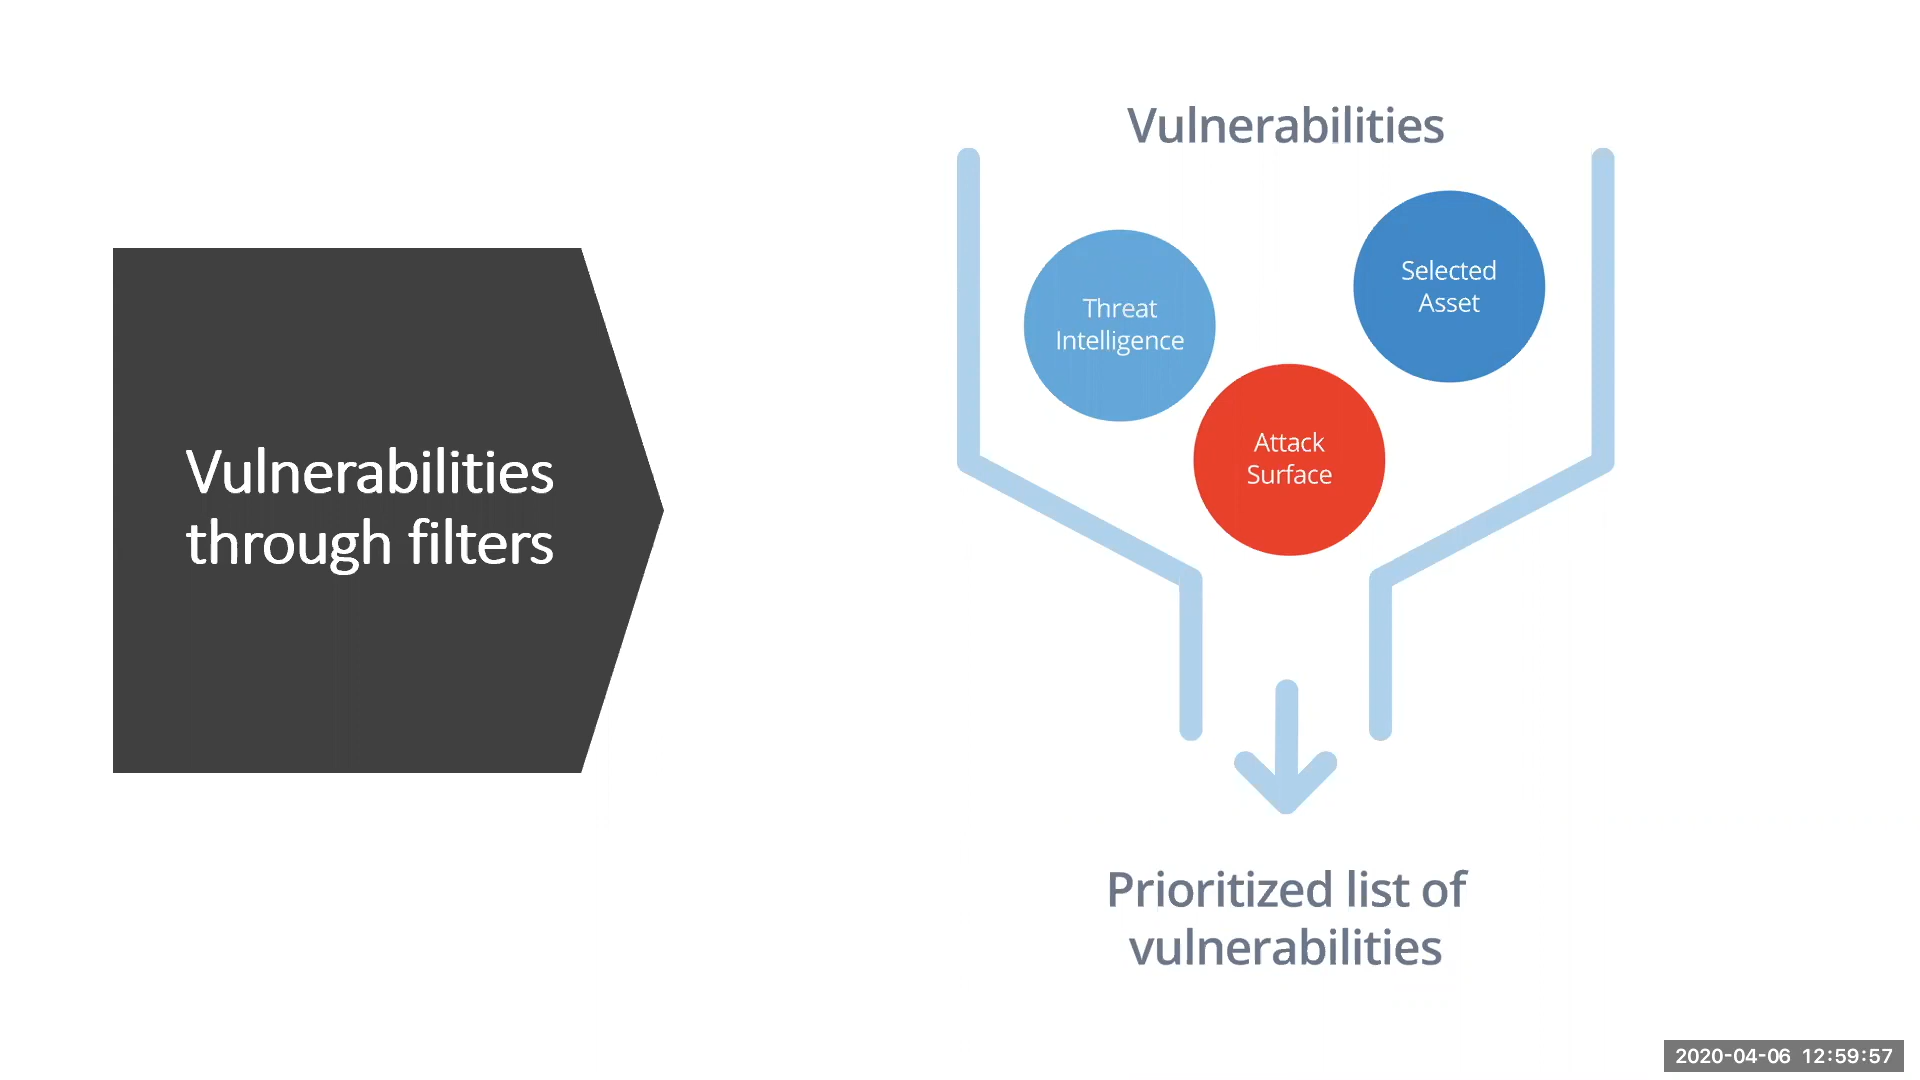 Vulnerabilities
through filters
Vulnerabilities
Threat
Intelligence
Selected
Asset
Attack
Surface
Prioritized list of
vulnerabilities
2020-04-06 12:59:57